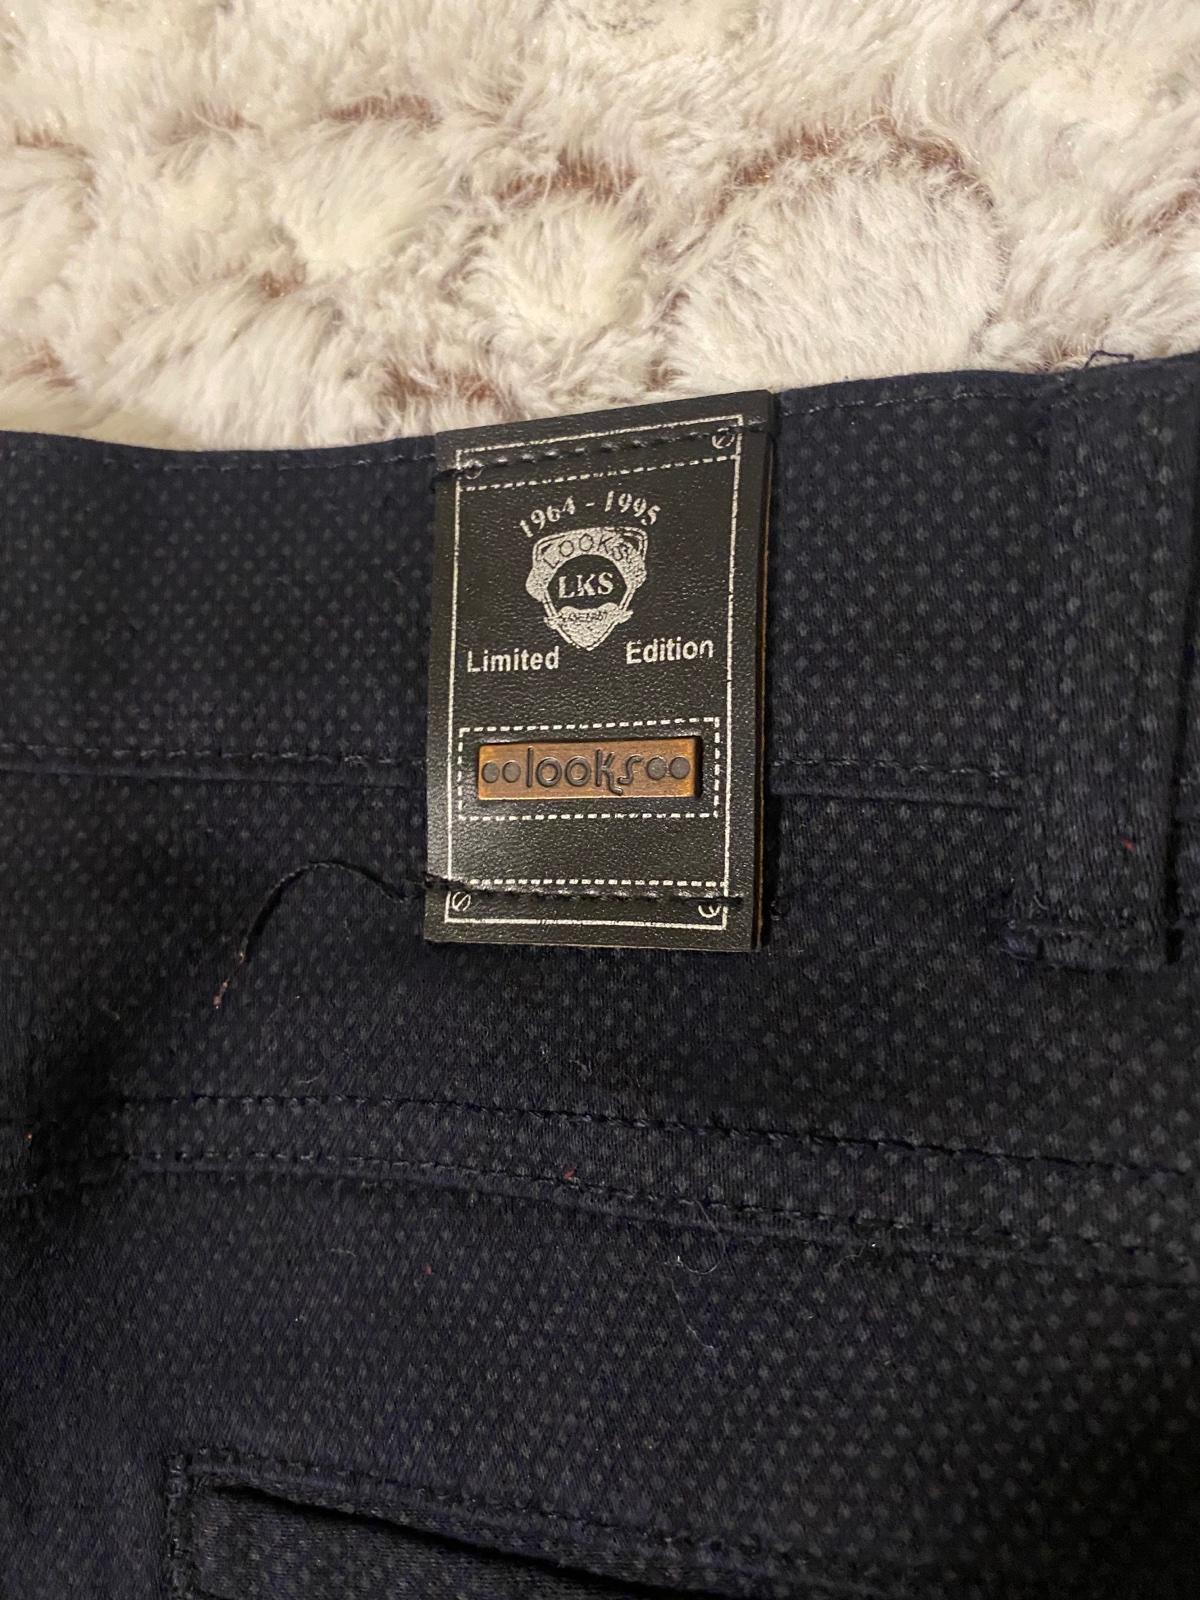 1964 - 1995
LOOKS
LKS
Limited Edition
looks